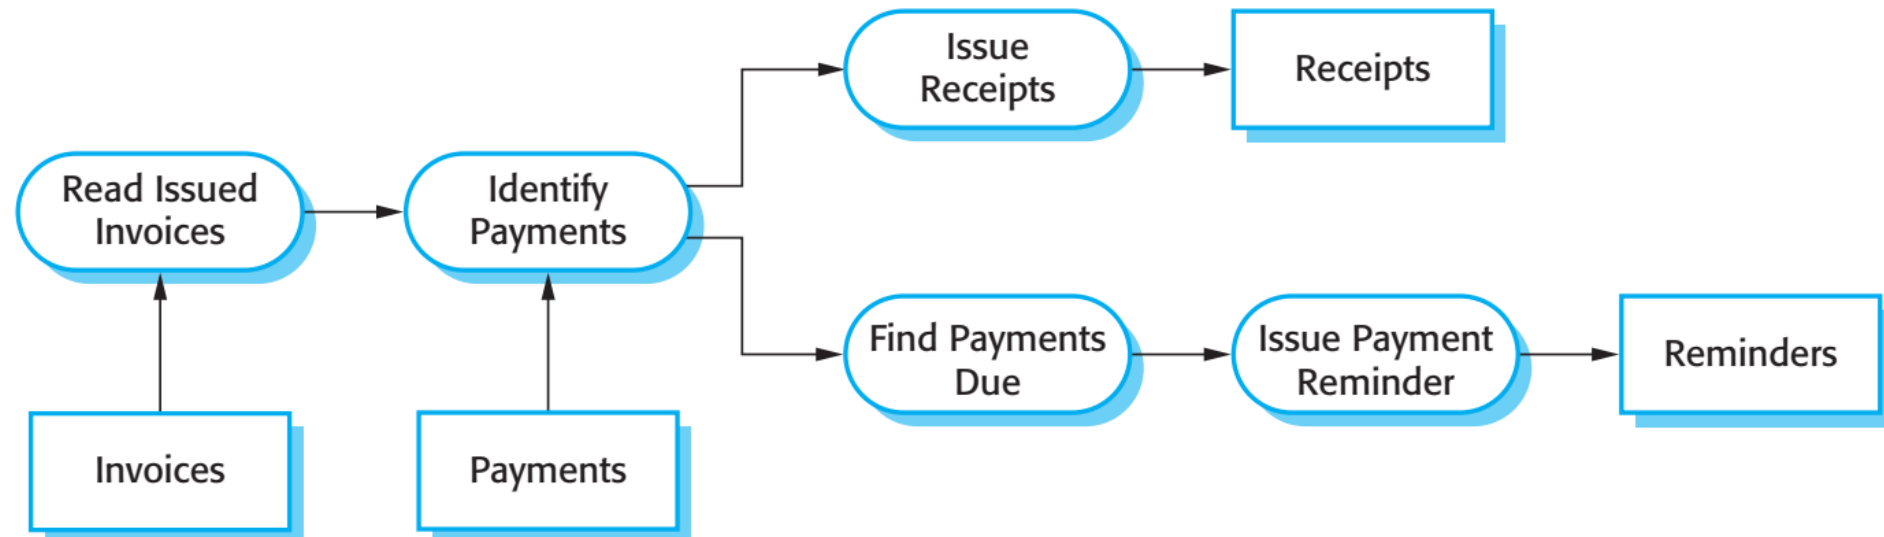 Issue
Receipts
Receipts
Read Issued
Invoices
Identify
Payments
Find Payments
Due
Issue Payment
Reminder
Reminders
Invoices
Payments